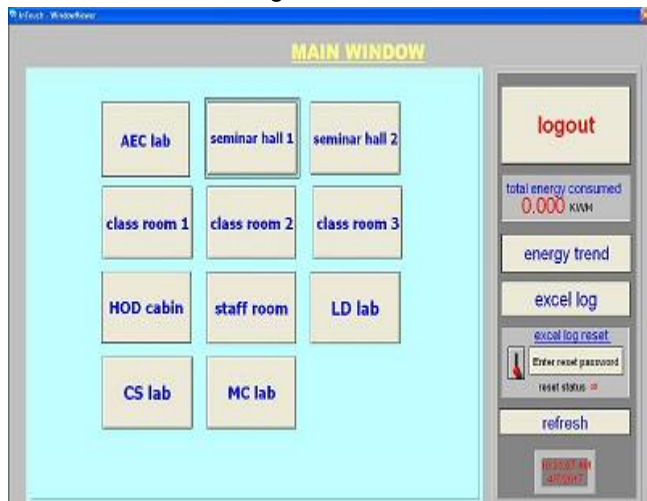 InTouch - WindowViewer
MAIN WINDOW
AEC lab
seminar hall 1
seminar hall 2
class room 1
class room 2
class room 3
HOD cabin
staff room
LD lab
CS lab
MC lab
logout
total energy consumed
0.000 KWH
energy trend
excel log
excel log reset
Enter reset password
reset status
refresh